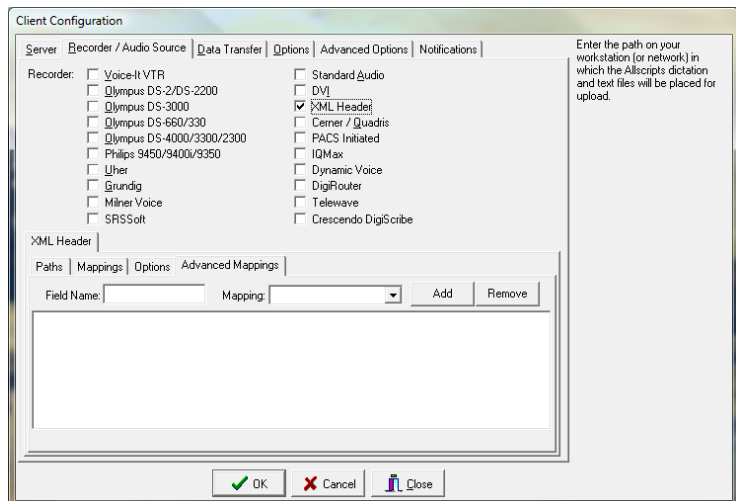 Client Configuration
Server Recorder / Audio Source Data Transfer Options Advanced Options Notifications
Recorder:
Voice-It VTR
Olympus DS-2/DS-2200
Olympus DS-3000
Olympus DS-660/330
Olympus DS-4000/3300/2300
Philips 9450/9400i/9350
Uher
Grundig
Milner Voice
SRSSoft
Standard Audio
DVI
XML Header
Cerner / Quadris
PACS Initiated
IQMax
Dynamic Voice
DigiRouter
Telewave
Crescendo DigiScribe
XML Header
Paths Mappings Options Advanced Mappings
Field Name: Mapping: Add Remove
OK Cancel Close
Enter the path on your
workstation (or network) in
which the Allscripts dictation
and text files will be placed for
upload.